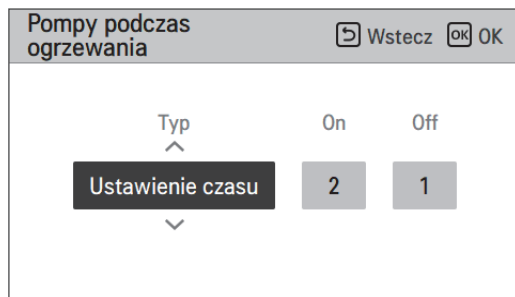 Pompy podczas
ogrzewania
Wstecz OK OK
Typ On Off
Ustawienie czasu 2 1